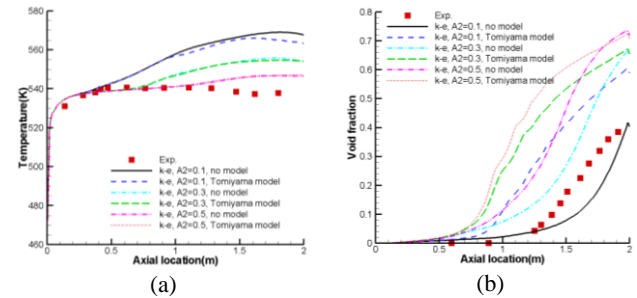 Temperature(K)
580
560
540
520
500
480
460
0
0.5
1
1.5
2
Axial location(m)
Exp.
k-e, A2=0.1, no model
k-e, A2=0.1, Tomiyama model
k-e, A2=0.3, no model
k-e, A2=0.3, Tomiyama model
k-e, A2=0.5, no model
k-e, A2=0.5, Tomiyama model
(a)
Void fraction
0.8
0.7
0.6
0.5
0.4
0.3
0.2
0.1
0
0
0.5
1
1.5
2
Axial location(m)
Exp.
k-e, A2=0.1, no model
k-e, A2=0.1, Tomiyama model
k-e, A2=0.3, no model
k-e, A2=0.3, Tomiyama model
k-e, A2=0.5, no model
k-e, A2=0.5, Tomiyama model
(b)